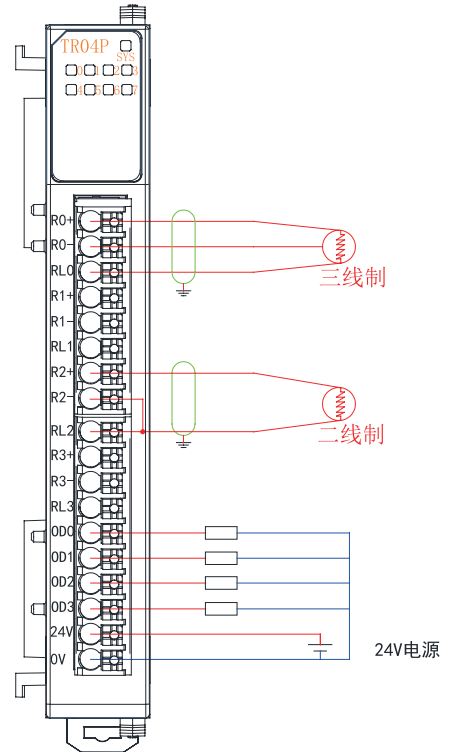 TR04P
SYS
0 1 2 3
4 5 6 7
R0+
R0-
RL0
三线制
R1+
R1-
RL1
R2+
R2-
二线制
RL2
R3+
R3-
RL3
OD0
OD1
OD2
OD3
24V
24V电源
0V